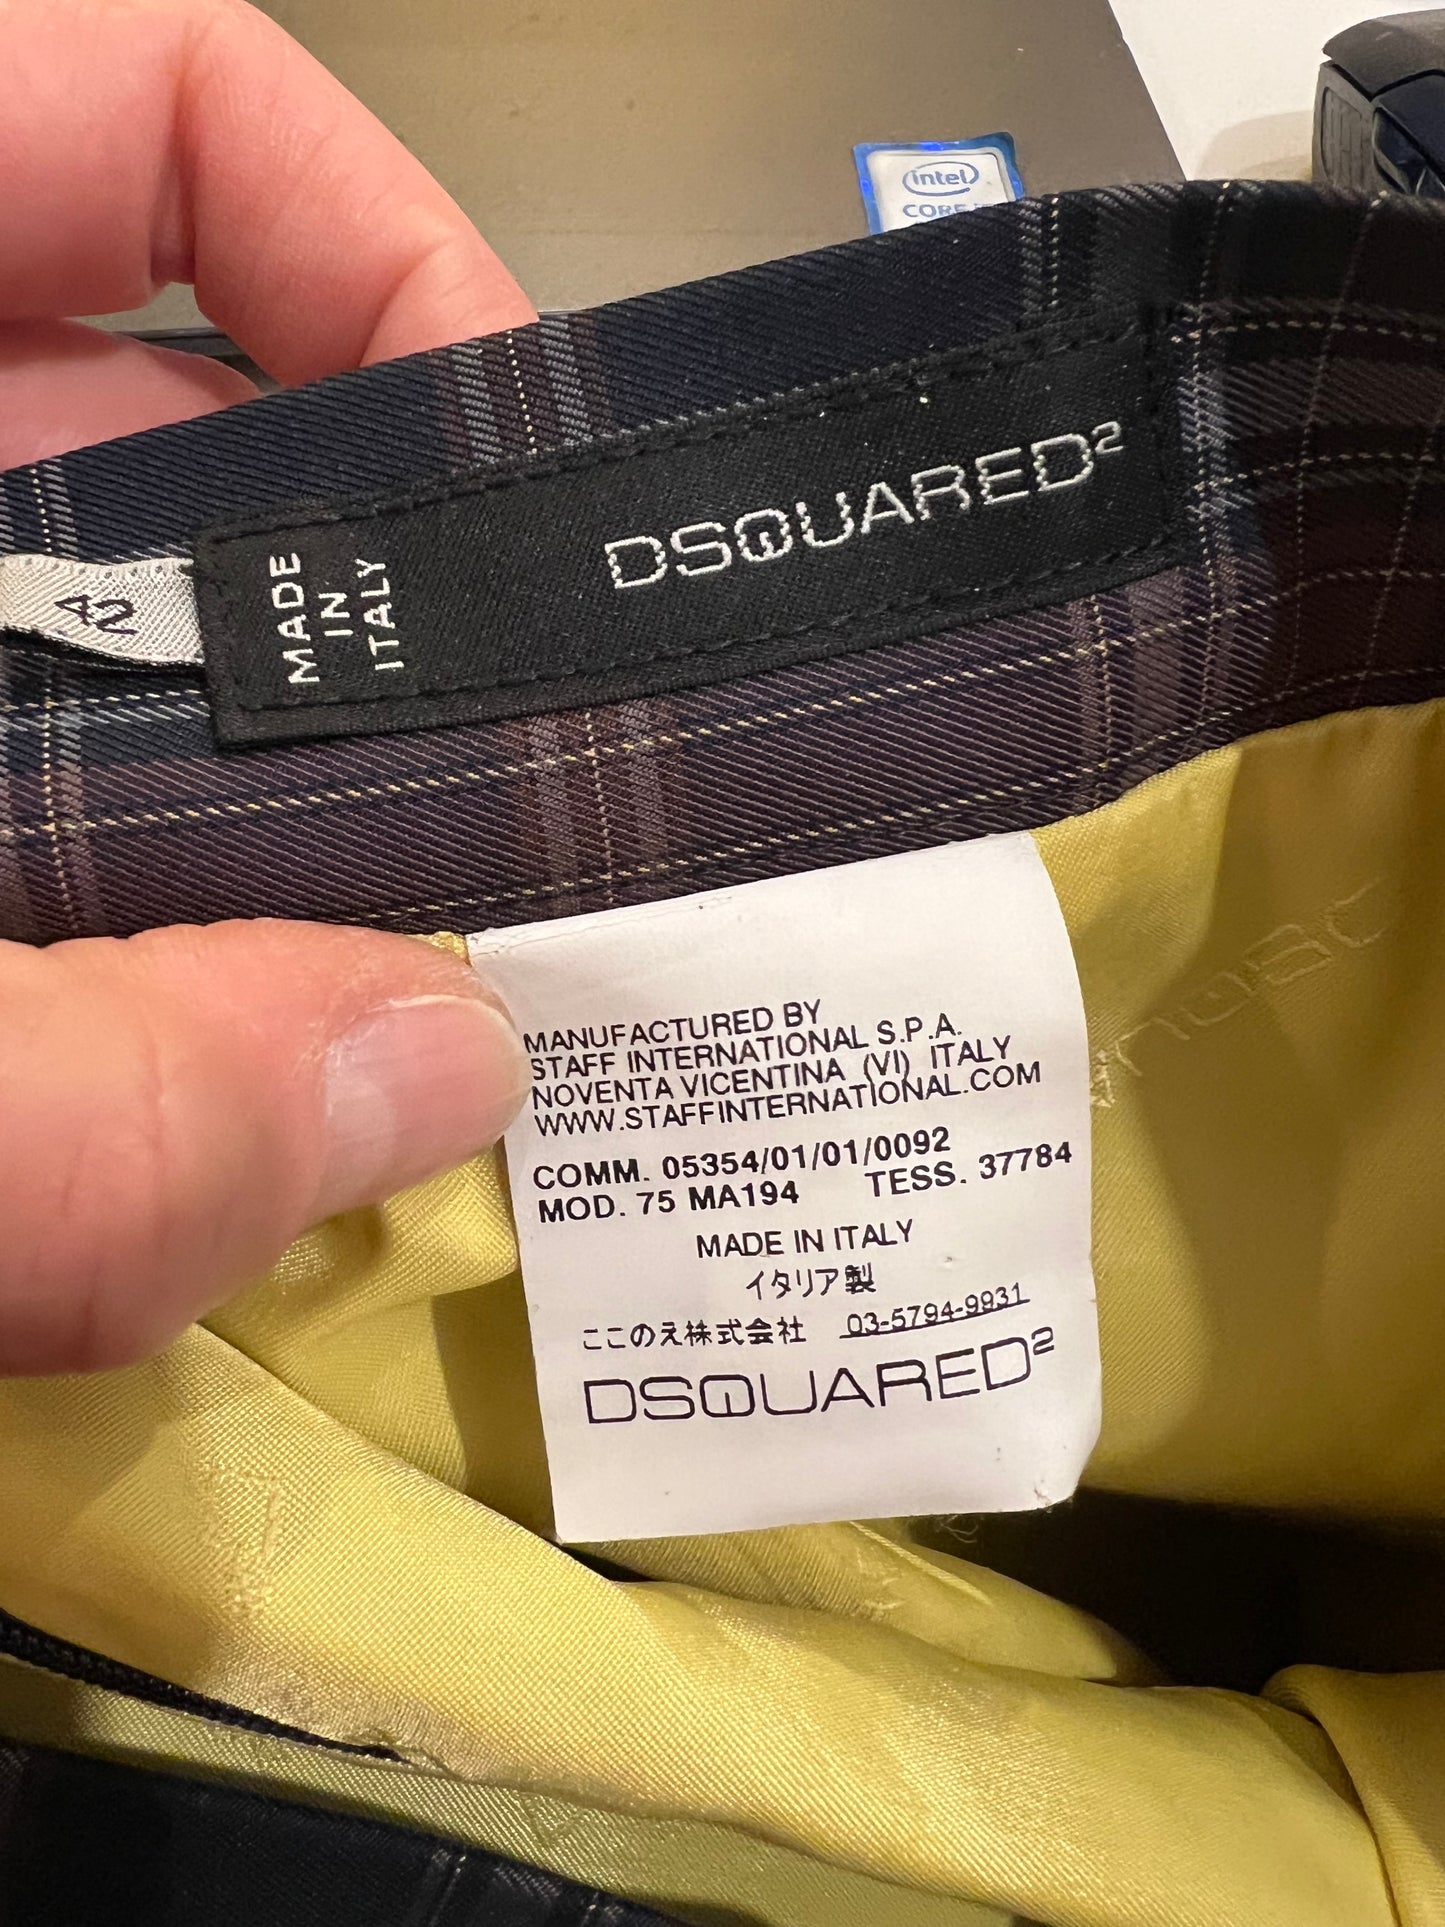 intel
CORE
DSQUARED2
MADE
IN
ITALY
42
MANUFACTURED BY
STAFF INTERNATIONAL S.P.A.
NOVENTA VICENTINA (VI) ITALY
WWW.STAFFINTERNATIONAL.COM
COMM. 05354/01/01/0092
MOD. 75 MA194 TESS. 37784
MADE IN ITALY
イタリア製
ここのえ株式会社 03-5794-9931
DSQUARED2